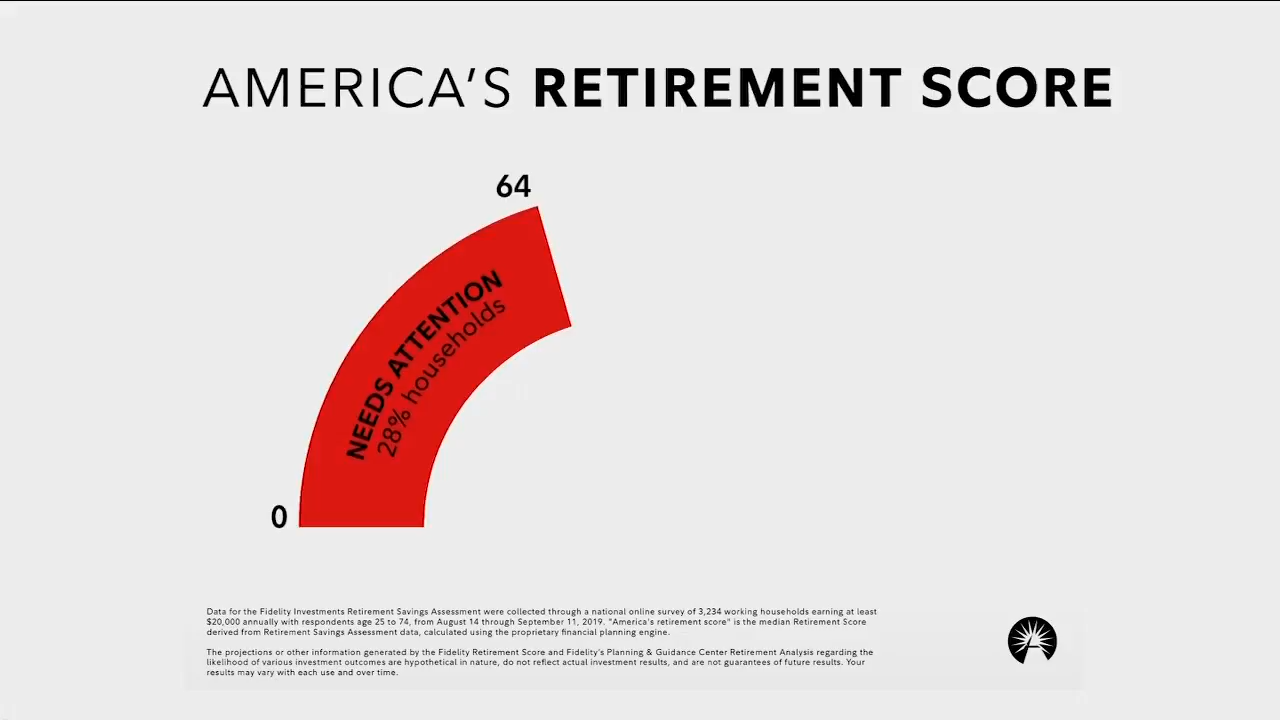 AMERICA'S RETIREMENT SCORE
64
NEEDS ATTENTION
28% households
0
Data for the Fidelity Investments Retirement Savings Assessment were collected through a national online survey of 3,234 working households earning at least
$20,000 annually with respondents age 25 to 74, from August 14 through September 11, 2019. "America's retirement score" is the median Retirement Score
derived from Retirement Savings Assessment data, calculated using the proprietary financial planning engine.
The projections or other information generated by the Fidelity Retirement Score and Fidelity's Planning & Guidance Center Retirement Analysis regarding the
likelihood of various investment outcomes are hypothetical in nature, do not reflect actual investment results, and are not guarantees of future results. Your
results may vary with each use and over time.